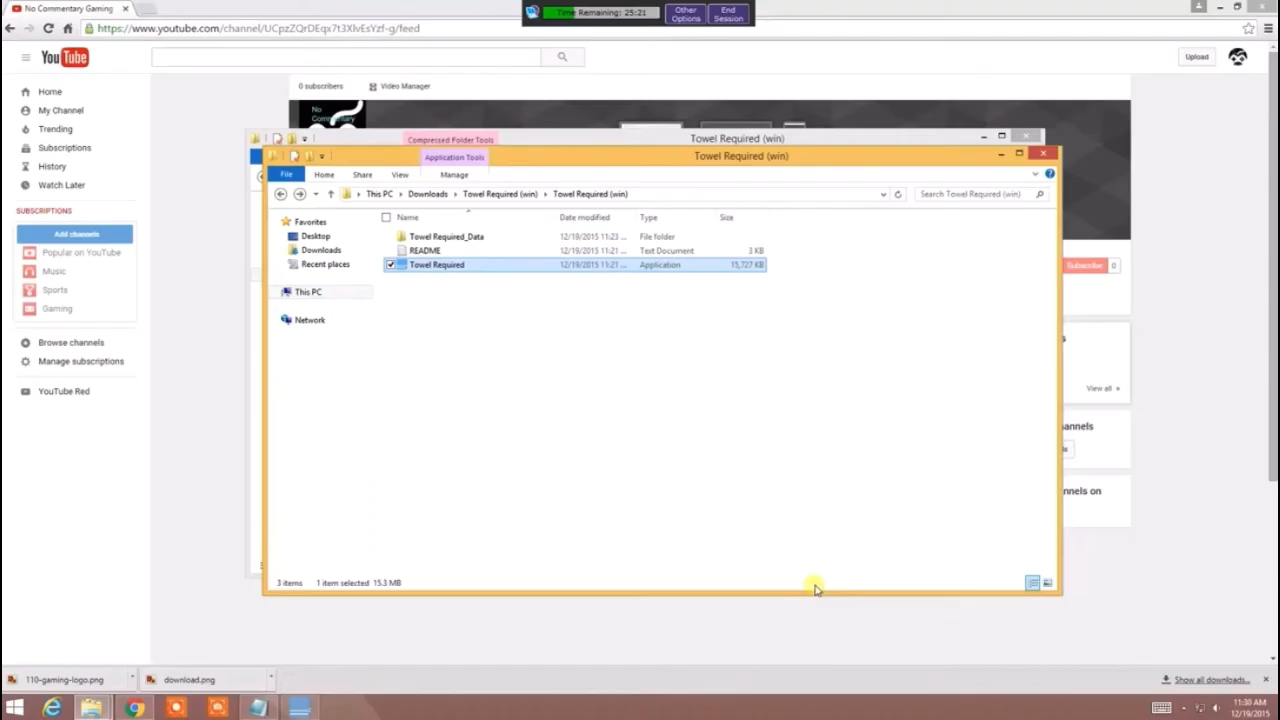 No Commentary Gaming
Time Remaining: 25:21
Other Options
End Session
https://www.youtube.com/channel/UCpzZQrDEqx7t3XlvEsYzf-g/feed
YouTube
Upload
Home
My Channel
Trending
Subscriptions
History
Watch Later
SUBSCRIPTIONS
Add channels
Popular on YouTube
Music
Sports
Gaming
Browse channels
Manage subscriptions
YouTube Red
0 subscribers
Video Manager
No
Commentary
Compressed Folder Tools
Towel Required (win)
Application Tools
Towel Required (win)
File
Home
Share
View
Manage
This PC
Downloads
Towel Required (win)
Towel Required (win)
Search Towel Required (win)
Name
Date modified
Type
Size
Towel Required_Data
12/19/2015 11:23 ...
File folder
README
12/19/2015 11:21 ...
Text Document
3 KB
Towel Required
12/19/2015 11:21 ...
Application
15,727 KB
Favorites
Desktop
Downloads
Recent places
This PC
Network
3 items
1 item selected 15.3 MB
Subscribe
0
View all
annels
nnels on
110-gaming-logo.png
download.png
Show all downloads...
11:30 AM
12/19/2015